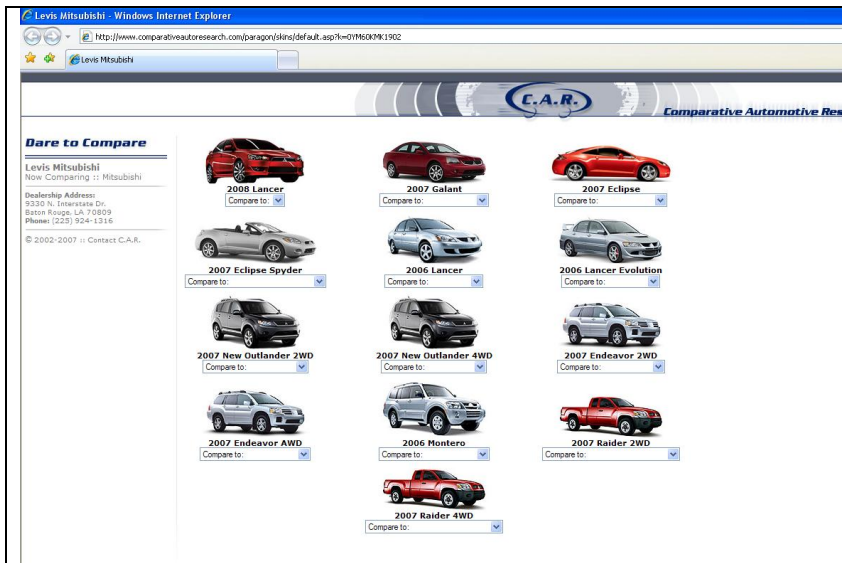 Levis Mitsubishi - Windows Internet Explorer
http://www.comparativeautoresearch.com/paragon/skins/default.asp?k=0YM60KMK1902
Levis Mitsubishi
C.A.R.
Comparative Automotive Res
Dare to Compare
Levis Mitsubishi
Now Comparing :: Mitsubishi
Dealership Address:
9330 N. Interstate Dr.
Baton Rouge, LA 70809
Phone: (225) 924-1316
© 2002-2007 :: Contact C.A.R.
2008 Lancer
Compare to:
2007 Galant
Compare to:
2007 Eclipse
Compare to:
2007 Eclipse Spyder
Compare to:
2006 Lancer
Compare to:
2006 Lancer Evolution
Compare to:
2007 New Outlander 2WD
Compare to:
2007 New Outlander 4WD
Compare to:
2007 Endeavor 2WD
Compare to:
2007 Endeavor AWD
Compare to:
2006 Montero
Compare to:
2007 Raider 2WD
Compare to:
2007 Raider 4WD
Compare to: